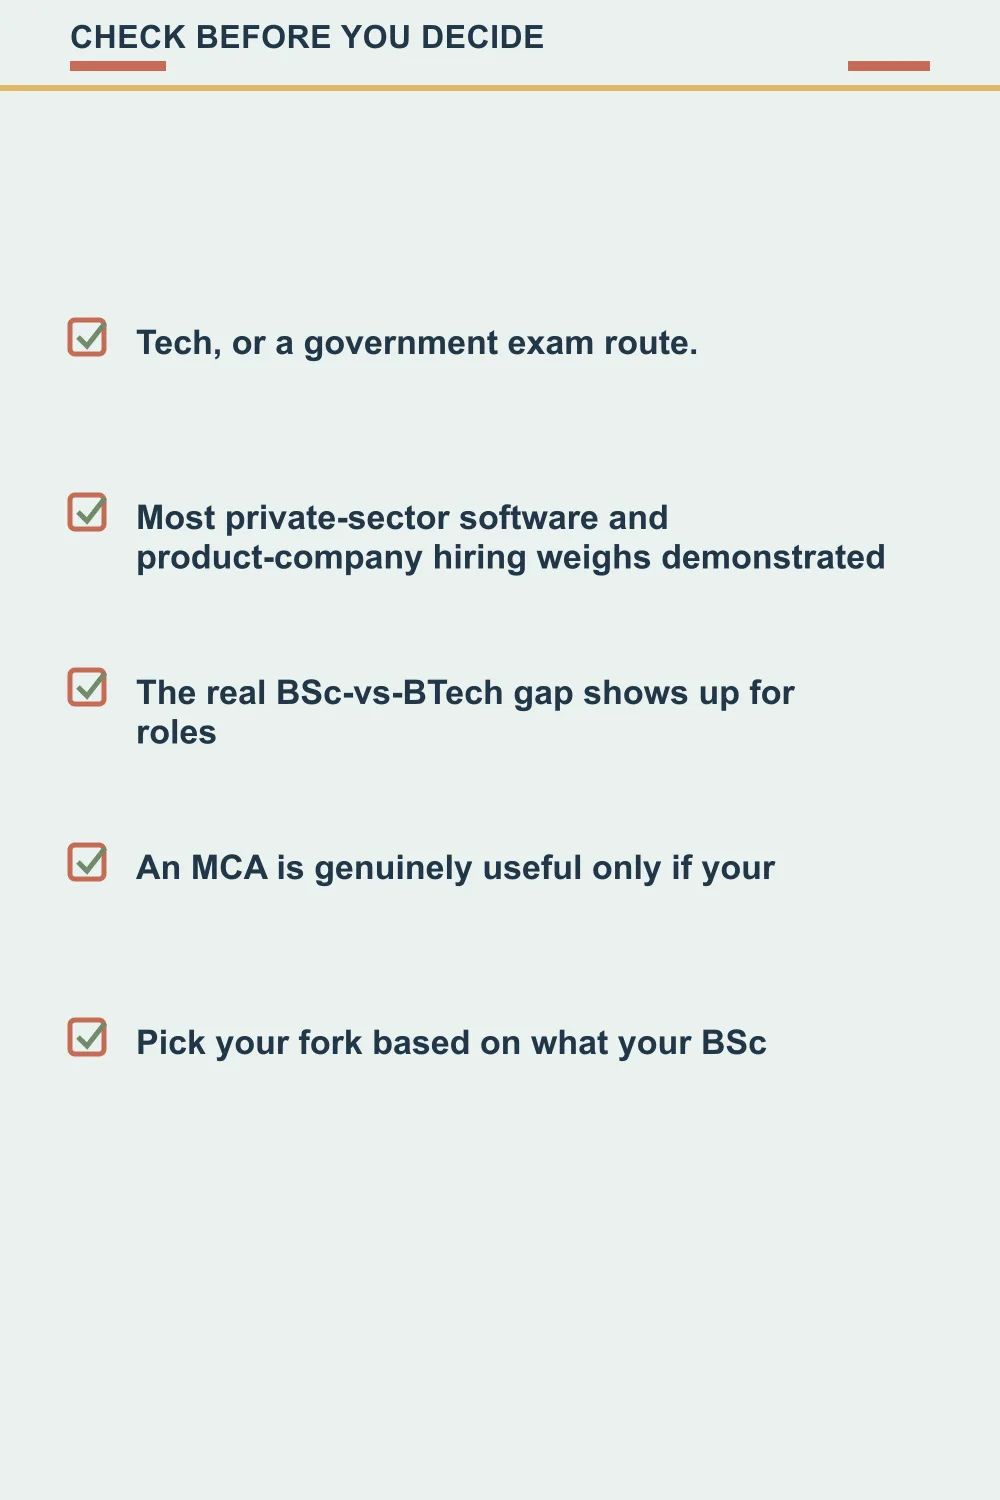 CHECK BEFORE YOU DECIDE
Tech, or a government exam route.
Most private-sector software and
product-company hiring weighs demonstrated
The real BSc-vs-BTech gap shows up for
roles
An MCA is genuinely useful only if your
Pick your fork based on what your BSc